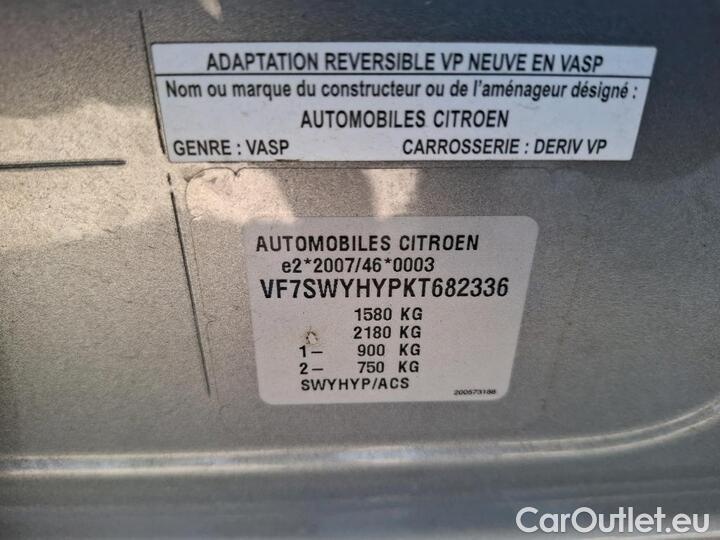 ADAPTATION REVERSIBLE VP NEUVE EN VASP
Nom ou marque du constructeur ou de l'aménageur désigné :
AUTOMOBILES CITROEN
GENRE : VASP CARROSSERIE : DERIV VP
AUTOMOBILES CITROEN
e2*2007/46*0003
VF7SWYHYPKT682336
1580 KG
2180 KG
1- 900 KG
2- 750 KG
SWYHYP/ACS
200573188
CarOutlet.eu